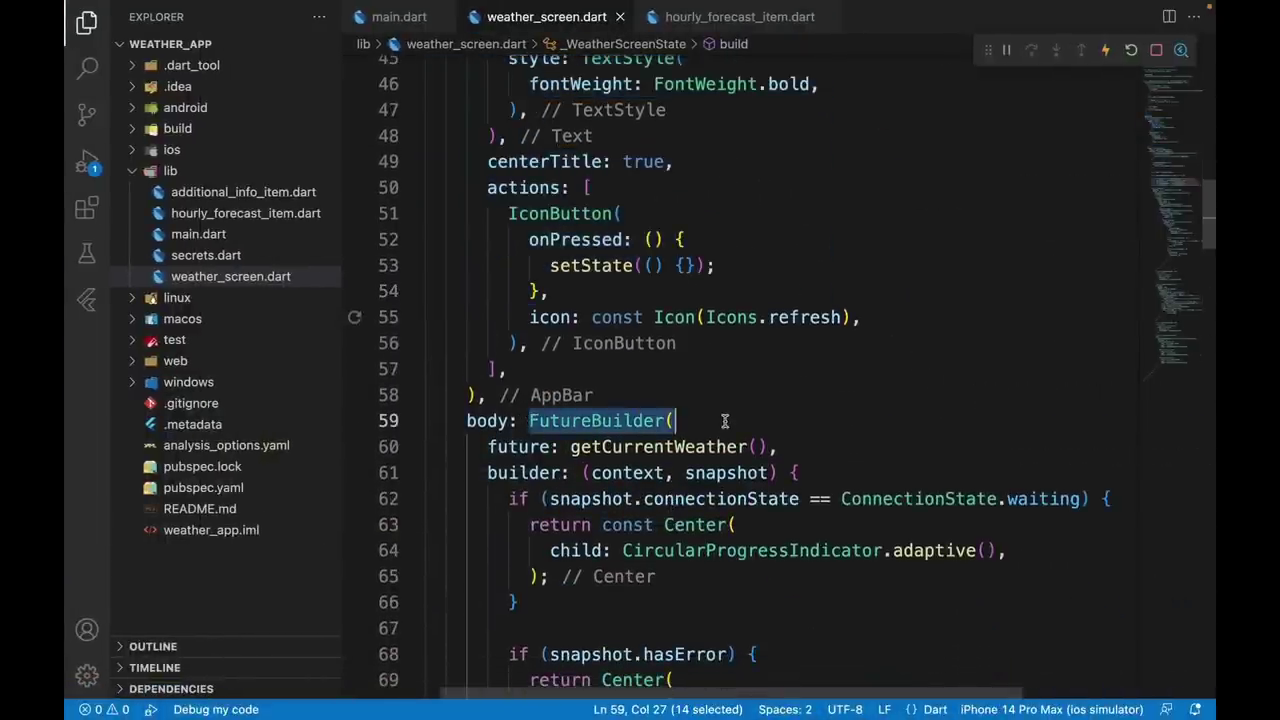 EXPLORER
WEATHER_APP
.dart_tool
.idea
android
build
ios
lib
additional_info_item.dart
hourly_forecast_item.dart
main.dart
secrets.dart
weather_screen.dart
linux
macos
test
web
windows
.gitignore
.metadata
analysis_options.yaml
pubspec.lock
pubspec.yaml
README.md
weather_app.iml
OUTLINE
TIMELINE
DEPENDENCIES
1
main.dart
weather_screen.dart
hourly_forecast_item.dart
lib > weather_screen.dart > _WeatherScreenState > build
45 style: TextStyle(
46 fontWeight: FontWeight.bold,
47 ), // TextStyle
48 ), // Text
49 centerTitle: true,
50 actions: [
51 IconButton(
52 onPressed: () {
53 setState(() {});
54 },
55 icon: const Icon(Icons.refresh),
56 ), // IconButton
57 ],
58 ), // AppBar
59 body: FutureBuilder(
60 future: getCurrentWeather(),
61 builder: (context, snapshot) {
62 if (snapshot.connectionState == ConnectionState.waiting) {
63 return const Center(
64 child: CircularProgressIndicator.adaptive(),
65 ); // Center
66 }
67
68 if (snapshot.hasError) {
69 return Center(
0 0 Debug my code Ln 59, Col 27 (14 selected) Spaces: 2 UTF-8 LF {} Dart iPhone 14 Pro Max (ios simulator)